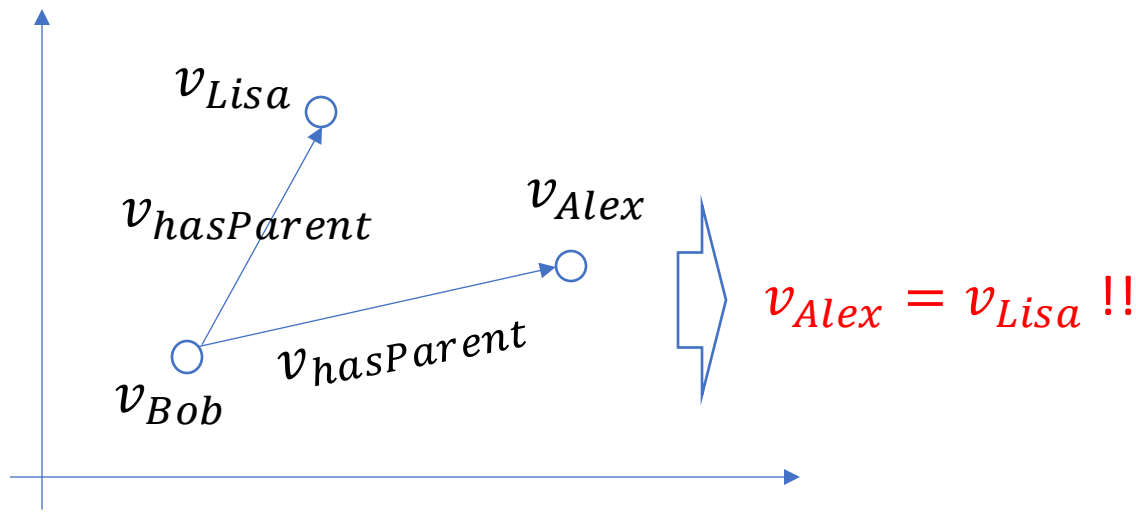 v_Lisa
v_hasParent
v_Alex
v_Alex = v_Lisa !!
v_hasParent
v_Bob